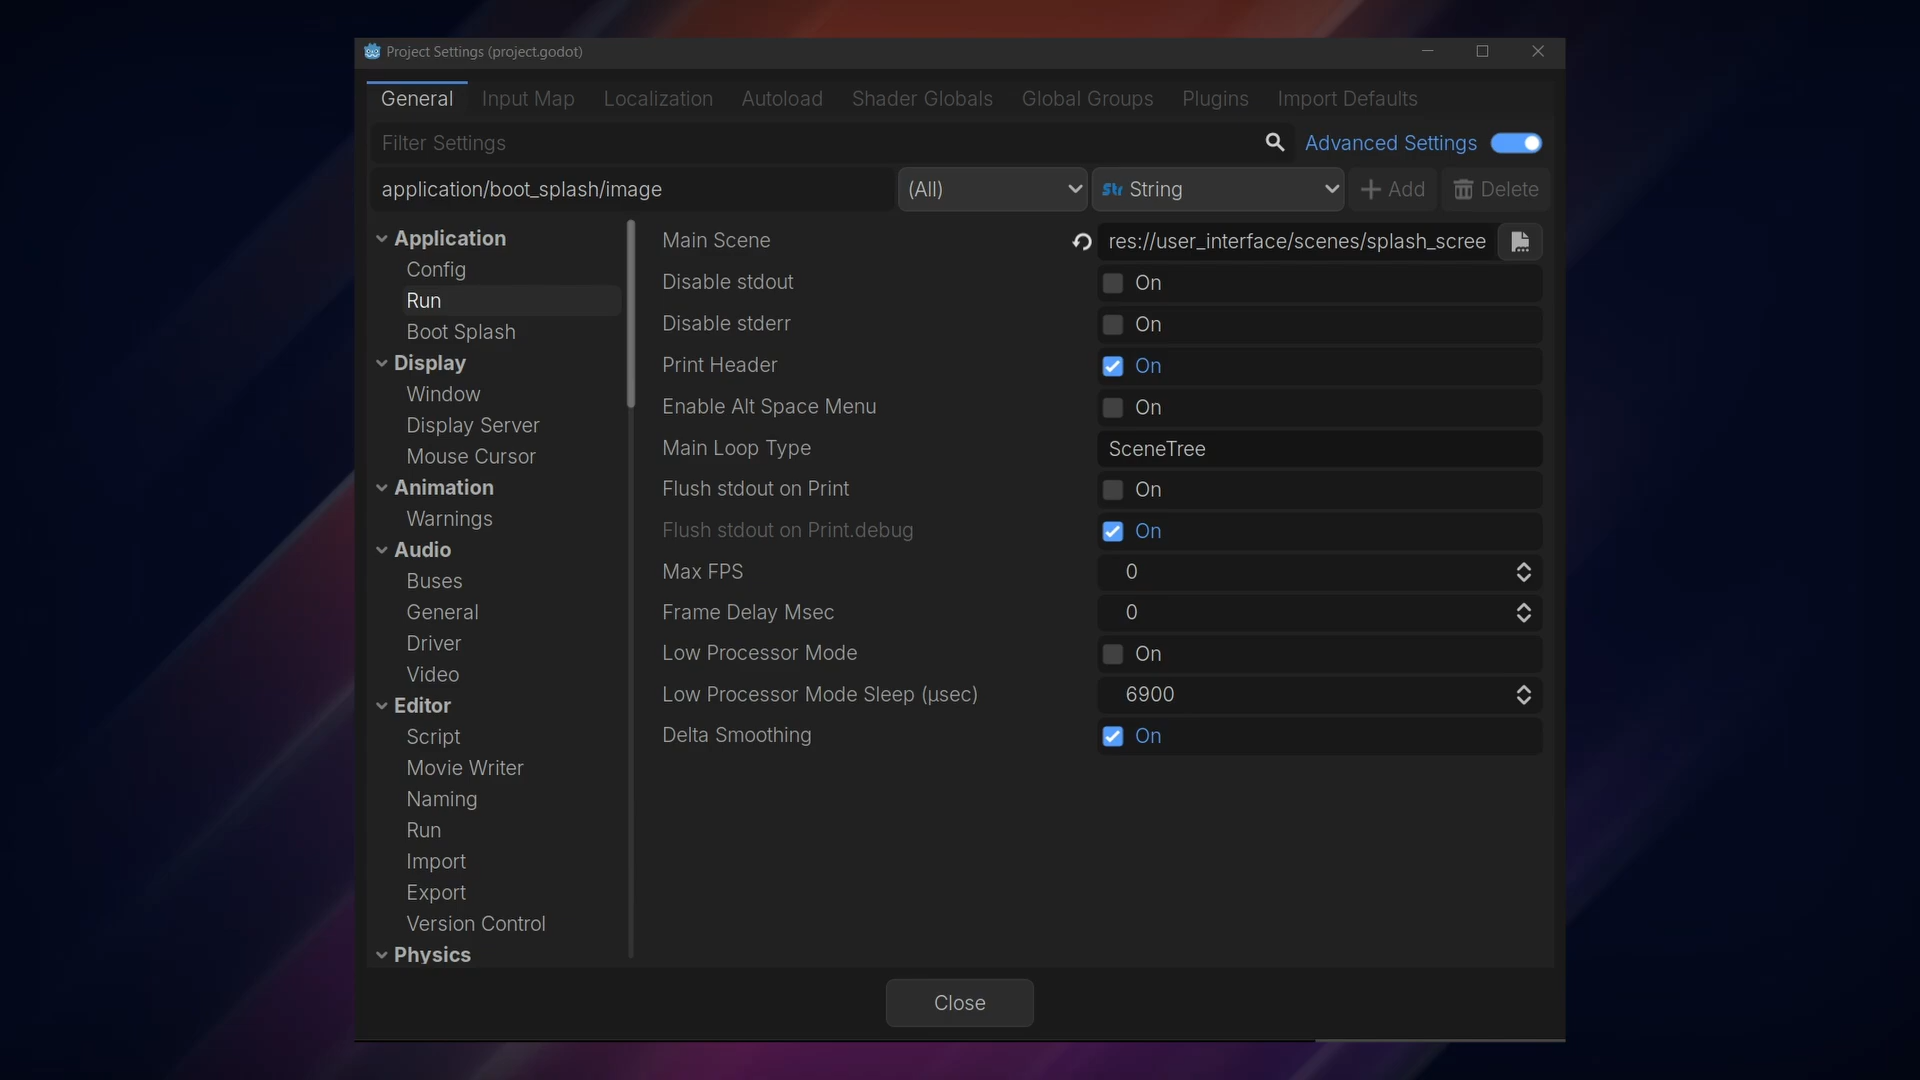 Project Settings (project.godot)
General Input Map Localization Autoload Shader Globals Global Groups Plugins Import Defaults
Filter Settings Advanced Settings
application/boot_splash/image (All) Str String Add Delete
Application
Config
Run
Boot Splash
Display
Window
Display Server
Mouse Cursor
Animation
Warnings
Audio
Buses
General
Driver
Video
Editor
Script
Movie Writer
Naming
Run
Import
Export
Version Control
Physics
Main Scene res://user_interface/scenes/splash_scree
Disable stdout On
Disable stderr On
Print Header On
Enable Alt Space Menu On
Main Loop Type SceneTree
Flush stdout on Print On
Flush stdout on Print.debug On
Max FPS 0
Frame Delay Msec 0
Low Processor Mode On
Low Processor Mode Sleep (µsec) 6900
Delta Smoothing On
Close